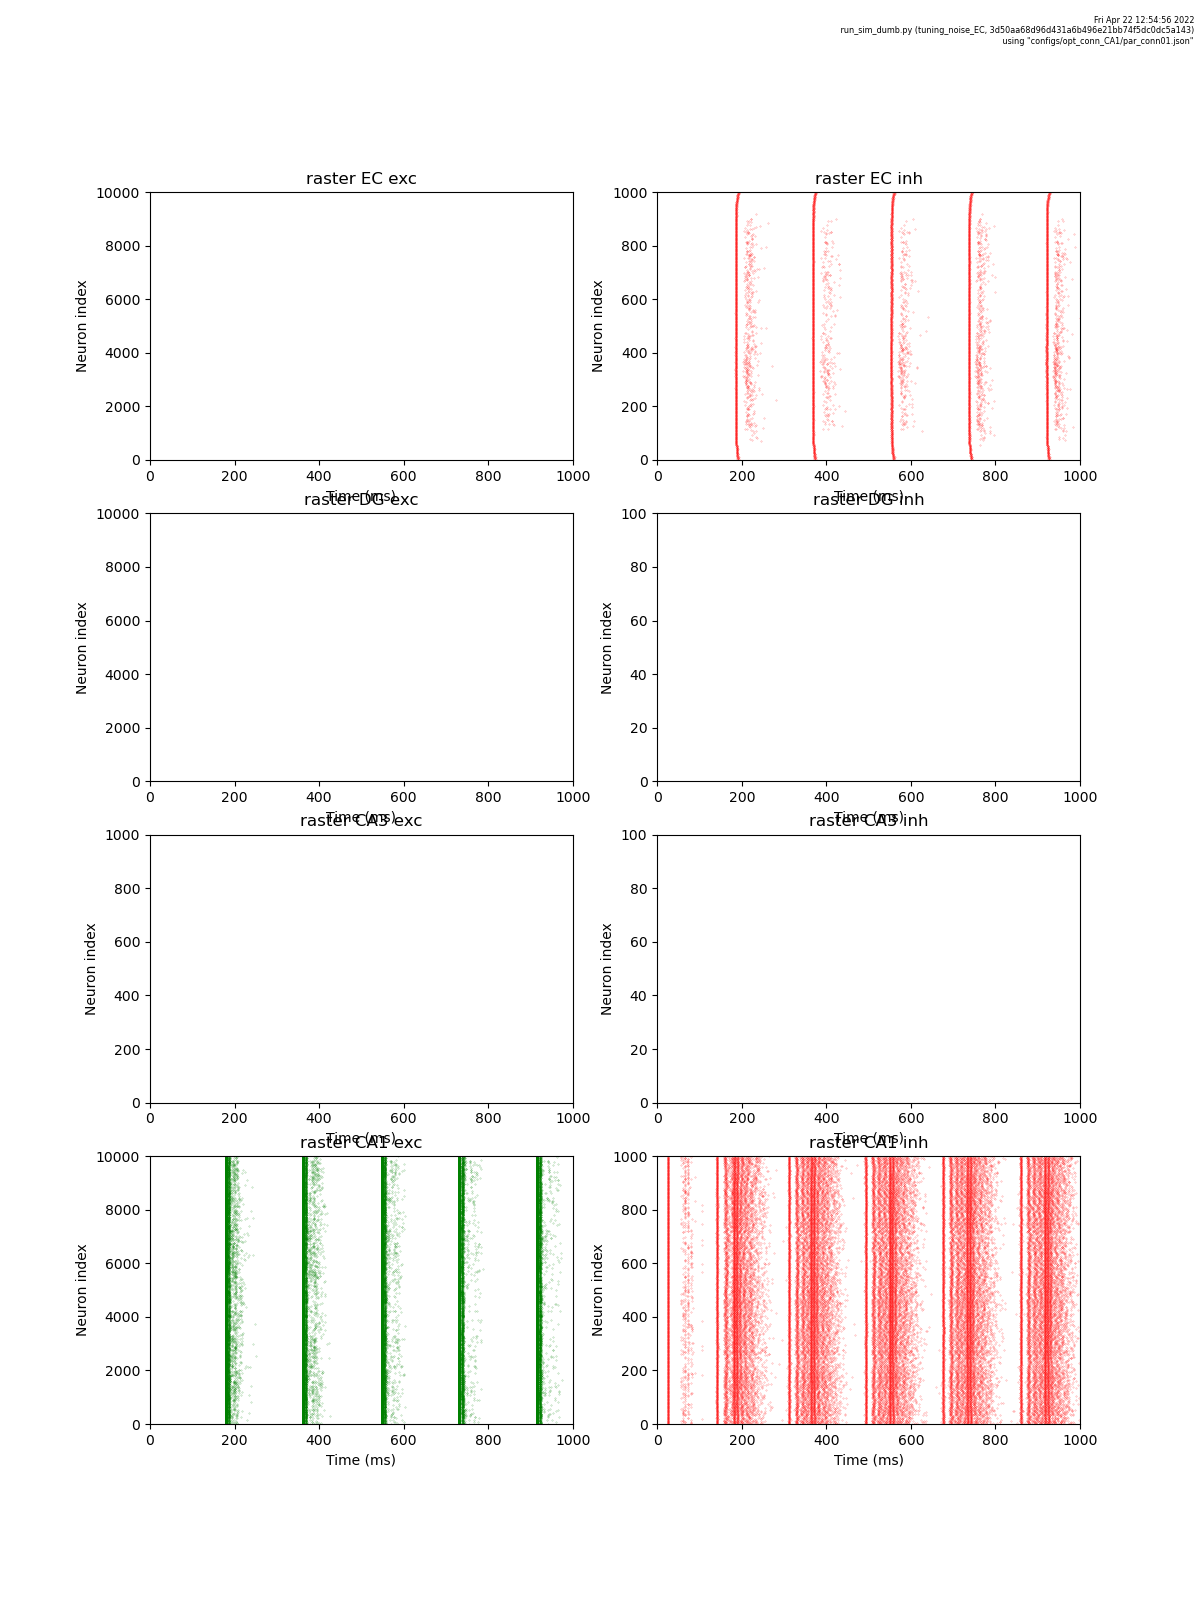 Fri Apr 22 12:54:56 2022
run_sim_dumb.py (tuning_noise_EC, 3d50aa68d96d431a6b496e21bb74f5dc0dc5a143)
using "configs/opt_conn_CA1/par_conn01.json"
raster EC exc
10000
8000
6000
4000
2000
0
Neuron index
0 200 400 600 800 1000
Time (ms)
raster EC inh
1000
800
600
400
200
0
Neuron index
0 200 400 600 800 1000
Time (ms)
raster DG exc
10000
8000
6000
4000
2000
0
Neuron index
0 200 400 600 800 1000
Time (ms)
raster DG inh
100
80
60
40
20
0
Neuron index
0 200 400 600 800 1000
Time (ms)
raster CA3 exc
1000
800
600
400
200
0
Neuron index
0 200 400 600 800 1000
Time (ms)
raster CA3 inh
100
80
60
40
20
0
Neuron index
0 200 400 600 800 1000
Time (ms)
raster CA1 exc
10000
8000
6000
4000
2000
0
Neuron index
0 200 400 600 800 1000
Time (ms)
raster CA1 inh
1000
800
600
400
200
0
Neuron index
0 200 400 600 800 1000
Time (ms)